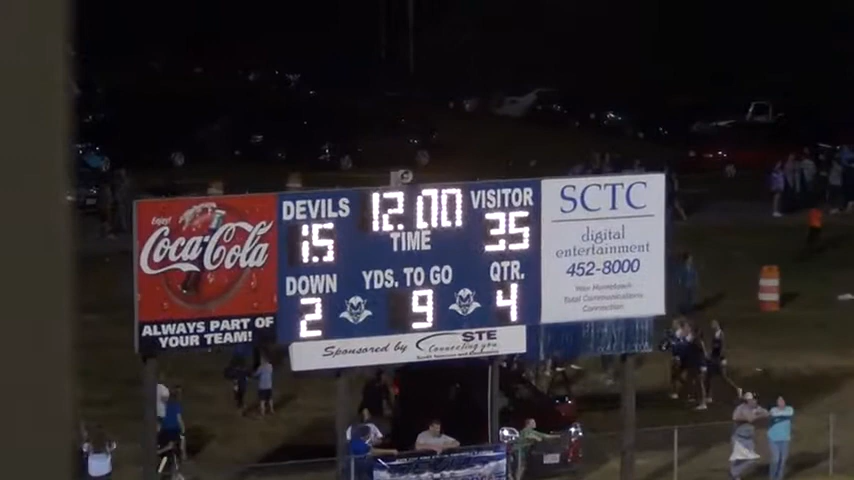 Enjoy
Coca-Cola
ALWAYS PART OF
YOUR TEAM!
DEVILS
15
12:00
TIME
VISITOR
35
DOWN
2
YDS. TO GO
9
QTR.
4
Sponsored by
STE
Connecting you
SCTC
digital
entertainment
452-8000
Your Hometown
Total Communications
Connection